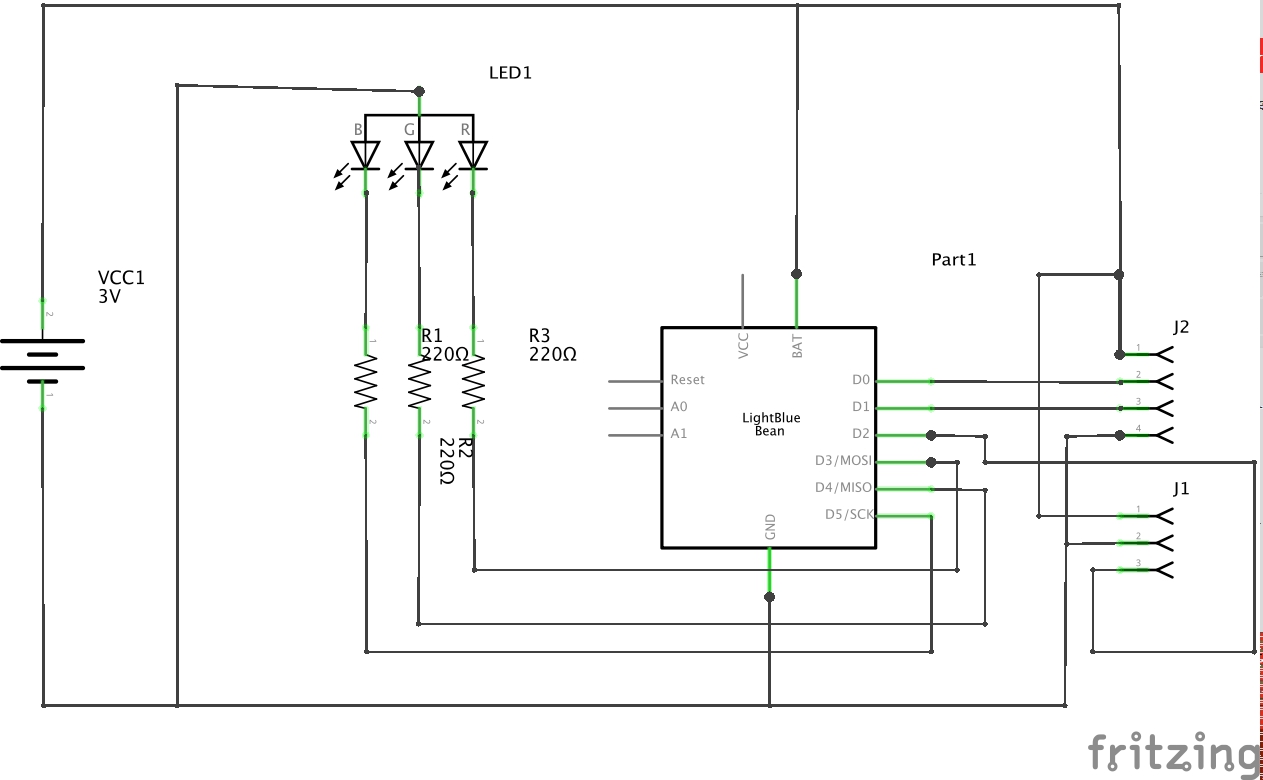 LED1
B
G
R
VCC1
3V
2
1
R1
220Ω
R3
220Ω
1
1
1
2
2
2
R2
220Ω
Part1
VCC
BAT
Reset
A0
A1
LightBlue
Bean
D0
D1
D2
D3/MOSI
D4/MISO
D5/SCK
GND
J2
1
2
3
4
J1
1
2
3
fritzing